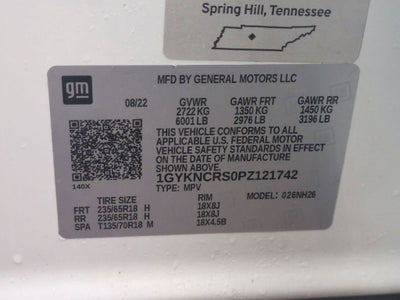 Spring Hill, Tennessee
gm
MFD BY GENERAL MOTORS LLC
08/22 GVWR GAWR FRT GAWR RR
2722 KG 1350 KG 1450 KG
6001 LB 2976 LB 3196 LB
THIS VEHICLE CONFORMS TO ALL
APPLICABLE U.S. FEDERAL MOTOR
VEHICLE SAFETY STANDARDS IN EFFECT
ON THE DATE OF MANUFACTURE
SHOWN ABOVE.
1GYKNCRS0PZ121742
140X TYPE: MPV
TIRE SIZE RIM MODEL: 026NH26
FRT 235/65R18 H 18X8J
RR 235/65R18 H 18X8J
SPA T135/70R18 M 18X4.5B